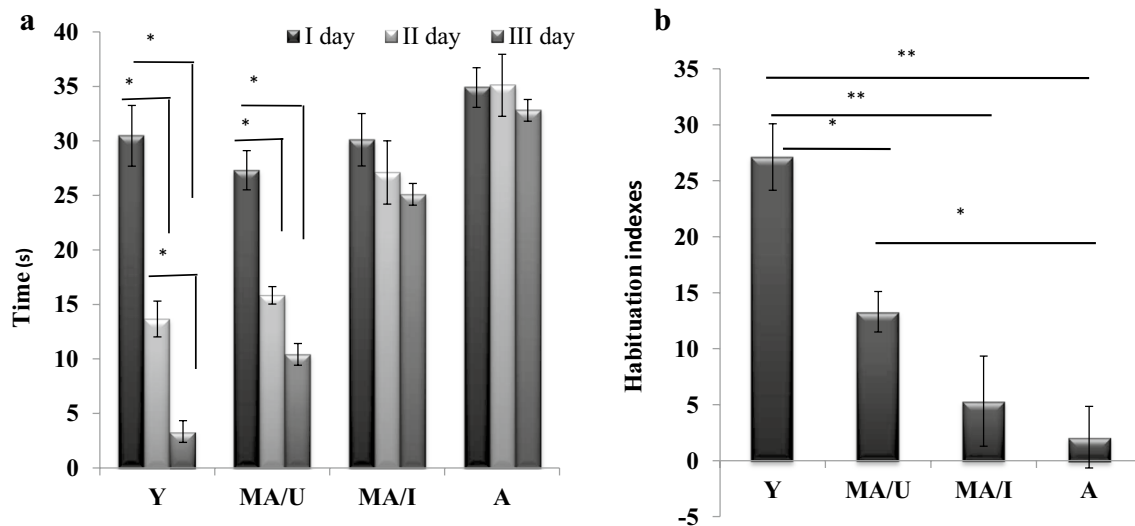 a
I day II day III day
40
35
30
25
20
15
10
5
0
Time (s)
* * *
* *
Y MA/U MA/I A
b
35
30
25
20
15
10
5
0
-5
Habituation indexes
**
**
*
*
Y MA/U MA/I A